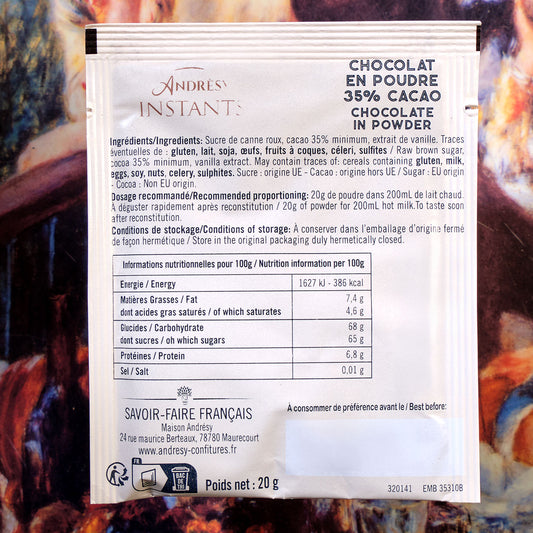 ANDRÉSY
INSTANTS
CHOCOLAT
EN POUDRE
35% CACAO
CHOCOLATE
IN POWDER
Ingrédients/Ingredients: Sucre de canne roux, cacao 35% minimum, extrait de vanille. Traces
éventuelles de : gluten, lait, soja, œufs, fruits à coques, céleri, sulfites / Raw brown sugar,
cocoa 35% minimum, vanilla extract. May contain traces of: cereals containing gluten, milk,
eggs, soy, nuts, celery, sulphites. Sucre : origine UE - Cacao : origine hors UE / Sugar : EU origin
- Cocoa : Non EU origin.
Dosage recommandé/Recommended proportioning: 20g de poudre dans 200mL de lait chaud.
À déguster rapidement après reconstitution / 20g of powder for 200mL hot milk.To taste soon
after reconstitution.
Conditions de stockage/Conditions of storage: À conserver dans l'emballage d'origine fermé
de façon hermétique / Store in the original packaging duly hermetically closed.
Informations nutritionnelles pour 100g / Nutrition information per 100g
Energie / Energy 1627 kJ - 386 kcal
Matières Grasses / Fat 7,4 g
dont acides gras saturés / of which saturates 4,6 g
Glucides / Carbohydrate 68 g
dont sucres / oh which sugars 65 g
Protéines / Protein 6,8 g
Sel / Salt 0,01 g
SAVOIR-FAIRE FRANÇAIS
Maison Andrésy
24 rue maurice Berteaux, 78780 Maurecourt
www.andresy-confitures.fr
À consommer de préférence avant le / Best before:
FR
BAC
DE TRI
Poids net : 20 g
320141 EMB 35310B